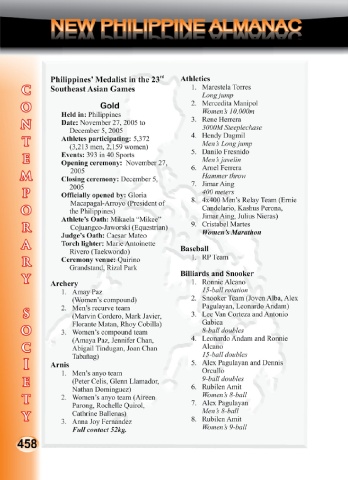 NEW PHILIPPINE ALMANAC
Philippines' Medalist in the 23rd
Southeast Asian Games
Gold
Held in: Philippines
Date: November 27, 2005 to
December 5, 2005
Athletes participating: 5,372
(3,213 men, 2,159 women)
Events: 393 in 40 Sports
Opening ceremony: November 27,
2005
Closing ceremony: December 5,
2005
Officially opened by: Gloria
Macapagal-Arroyo (President of
the Philippines)
Athlete's Oath: Mikaela "Mikee"
Cojuangco-Jaworski (Equestrian)
Judge's Oath: Caesar Mateo
Torch lighter: Marie Antoinette
Rivero (Taekwondo)
Ceremony venue: Quirino
Grandstand, Rizal Park
Archery
1. Amay Paz
(Women's compound)
2. Men's recurve team
(Marvin Cordero, Mark Javier,
Florante Matan, Rhoy Cobilla)
3. Women's compound team
(Amaya Paz, Jennifer Chan,
Abigail Tindugan, Joan Chan
Tabañag)
Arnis
1. Men's anyo team
(Peter Celis, Glenn Llamador,
Nathan Dominguez)
2. Women's anyo team (Aireen
Parong, Rochelle Quirol,
Catherine Ballenas)
3. Anna Joy Fernandez
Full contact 52kg.
Athletics
1. Marestela Torres
Long jump
2. Mercedita Manipol
Women's 10,000m
3. Rene Herrera
3000M Steeplechase
4. Hendy Dagmil
Men's Long jump
5. Danilo Fresnido
Men's javelin
6. Arnel Ferrera
Hammer throw
7. Jimar Aing
400 meters
8. 4x400 Men's Relay Team (Ernie
Candelario, Kashus Perona,
Jimar Aing, Julius Nieras)
9. Cristabel Martes
Women's Marathon
Baseball
1. RP Team
Billiards and Snooker
1. Ronnie Alcano
15-ball rotation
2. Snooker Team (Joven Alba, Alex
Pagulayan, Leonardo Andam)
3. Lee Van Corteza and Antonio
Gabica
8-ball doubles
4. Leonardo Andam and Ronnie
Alcano
15-ball doubles
5. Alex Pagulayan and Dennis
Orcullo
9-ball doubles
6. Rubilen Amit
Women's 8-ball
7. Alex Pagulayan
Men's 8-ball
8. Rubilen Amit
Women's 9-ball
CONTEMPORARY SOCIETY
458